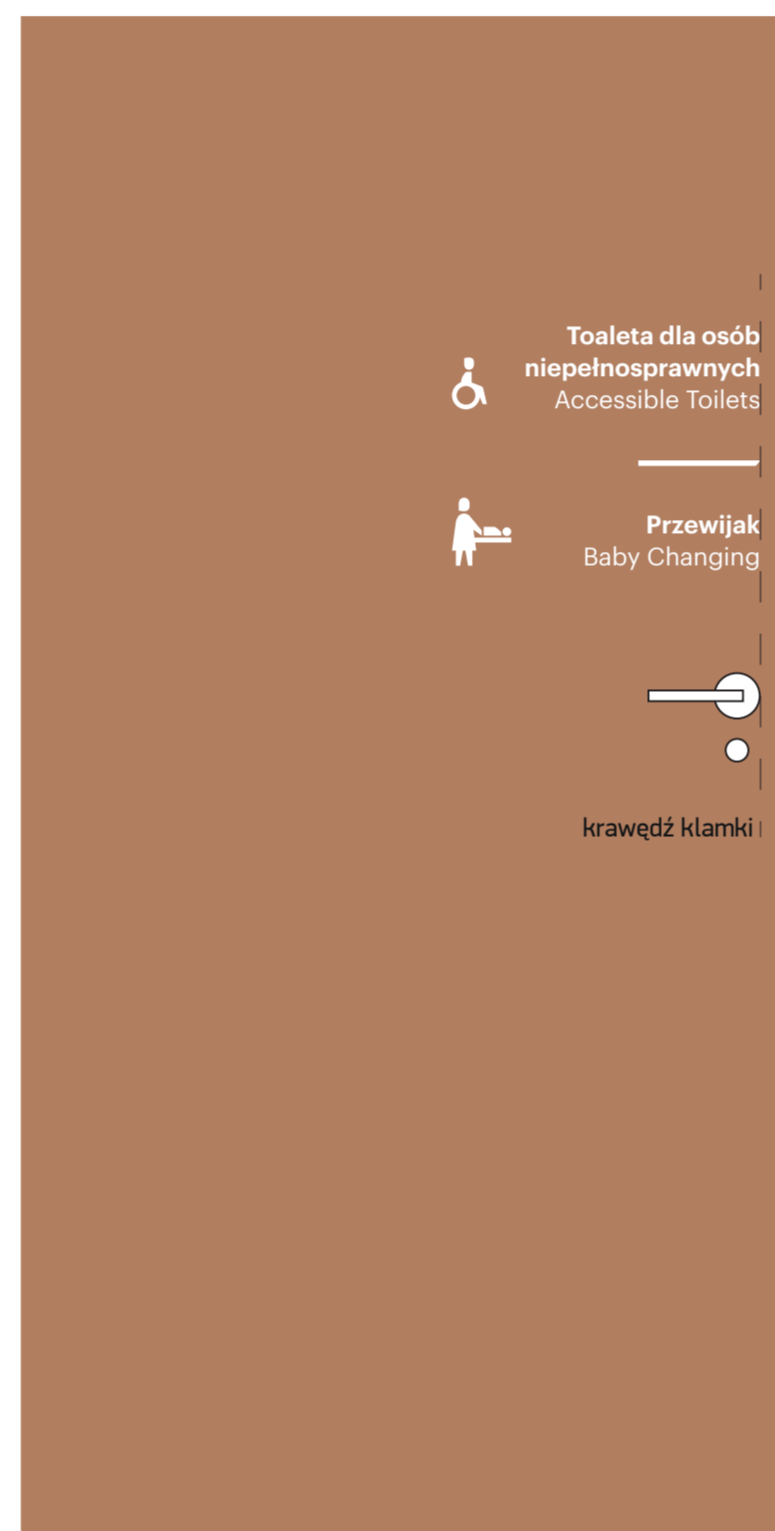 Toaleta dla osób
niepełnosprawnych
Accessible Toilets
Przewijak
Baby Changing
krawędź klamki